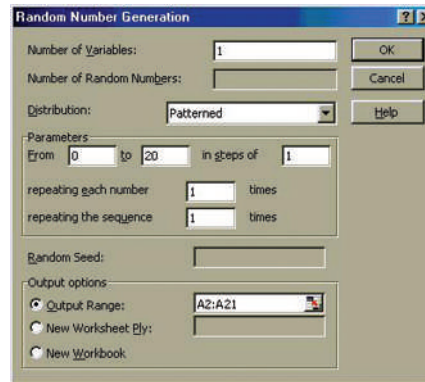 Random Number Generation ? X
Number of Variables: 1 OK
Number of Random Numbers: Cancel
Distribution: Patterned Help
Parameters
From 0 to 20 in steps of 1
repeating each number 1 times
repeating the sequence 1 times
Random Seed:
Output options
Output Range: A2:A21
New Worksheet Ply:
New Workbook